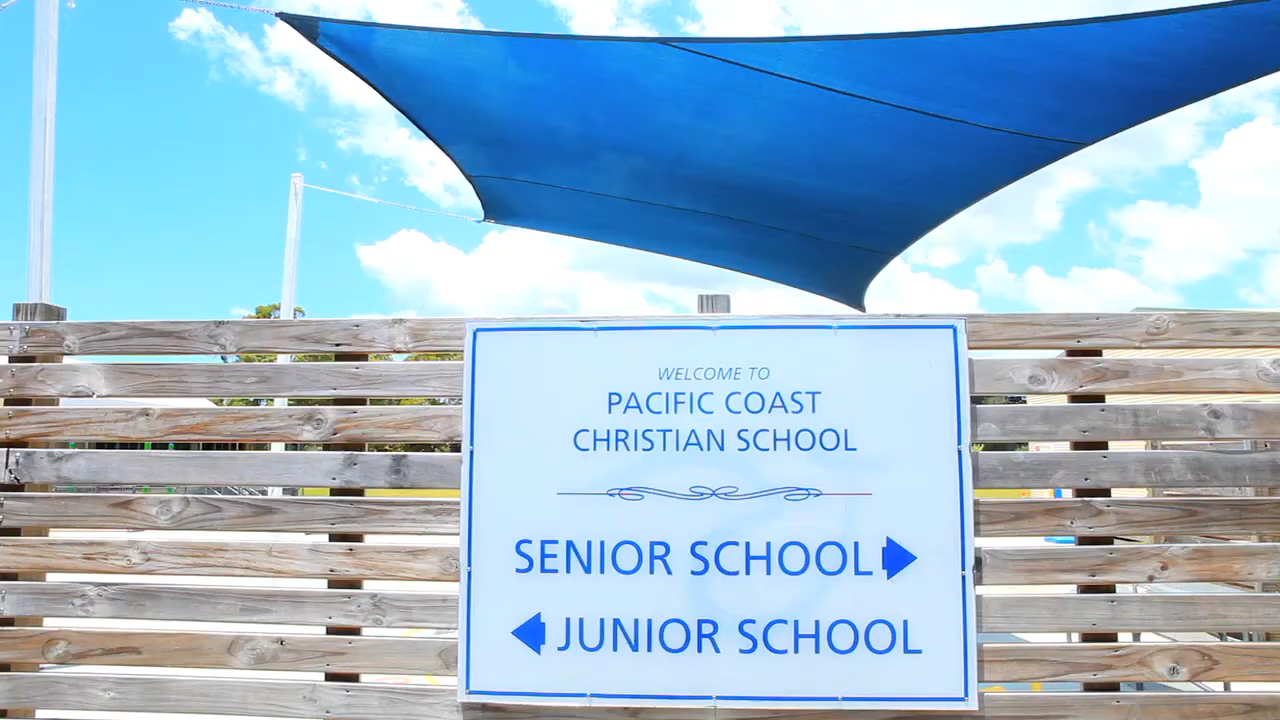 WELCOME TO
PACIFIC COAST
CHRISTIAN SCHOOL
SENIOR SCHOOL
JUNIOR SCHOOL